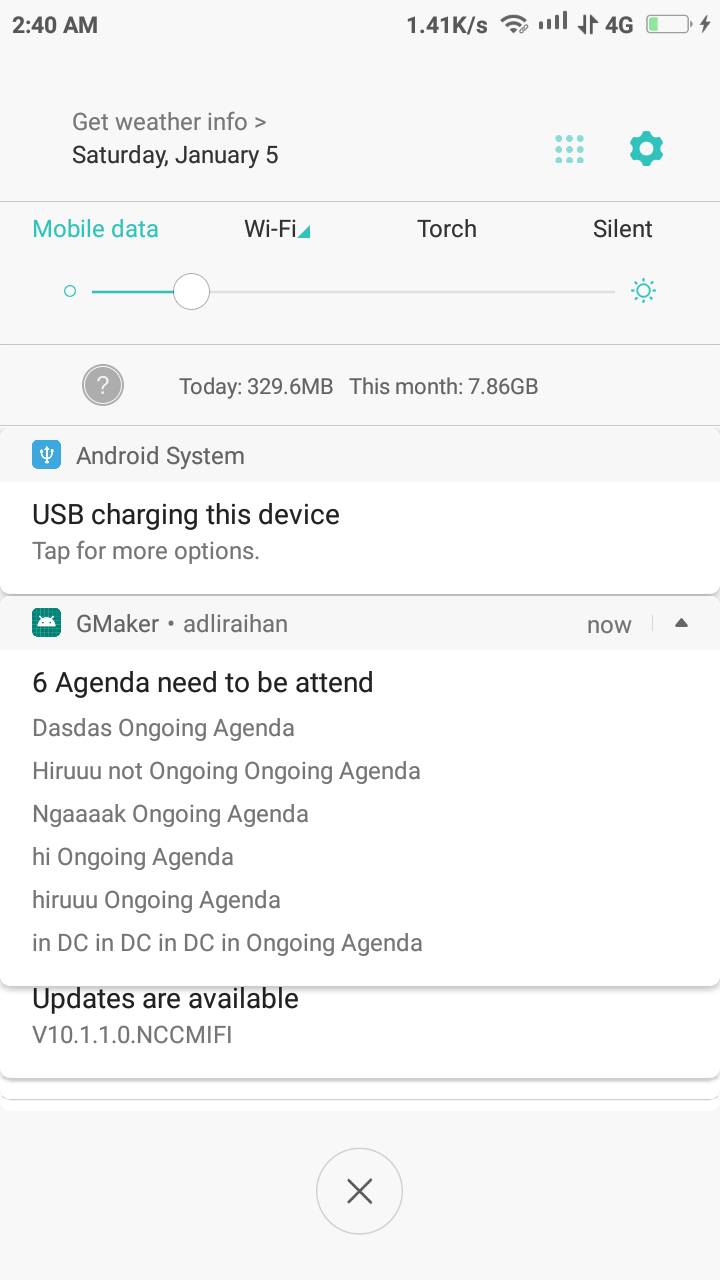 2:40 AM 1.41K/s 4G
Get weather info >
Saturday, January 5
Mobile data Wi-Fi Torch Silent
? Today: 329.6MB This month: 7.86GB
Android System
USB charging this device
Tap for more options.
GMaker • adliraihan now
6 Agenda need to be attend
Dasdas Ongoing Agenda
Hiruuu not Ongoing Ongoing Agenda
Ngaaaak Ongoing Agenda
hi Ongoing Agenda
hiruuu Ongoing Agenda
in DC in DC in DC in Ongoing Agenda
Updates are available
V10.1.1.0.NCCMIFI